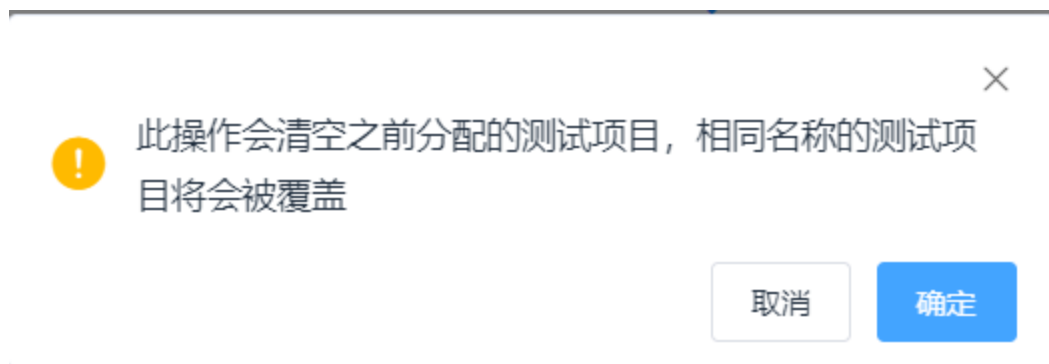 此操作会清空之前分配的测试项目，相同名称的测试项
目将会被覆盖
取消
确定